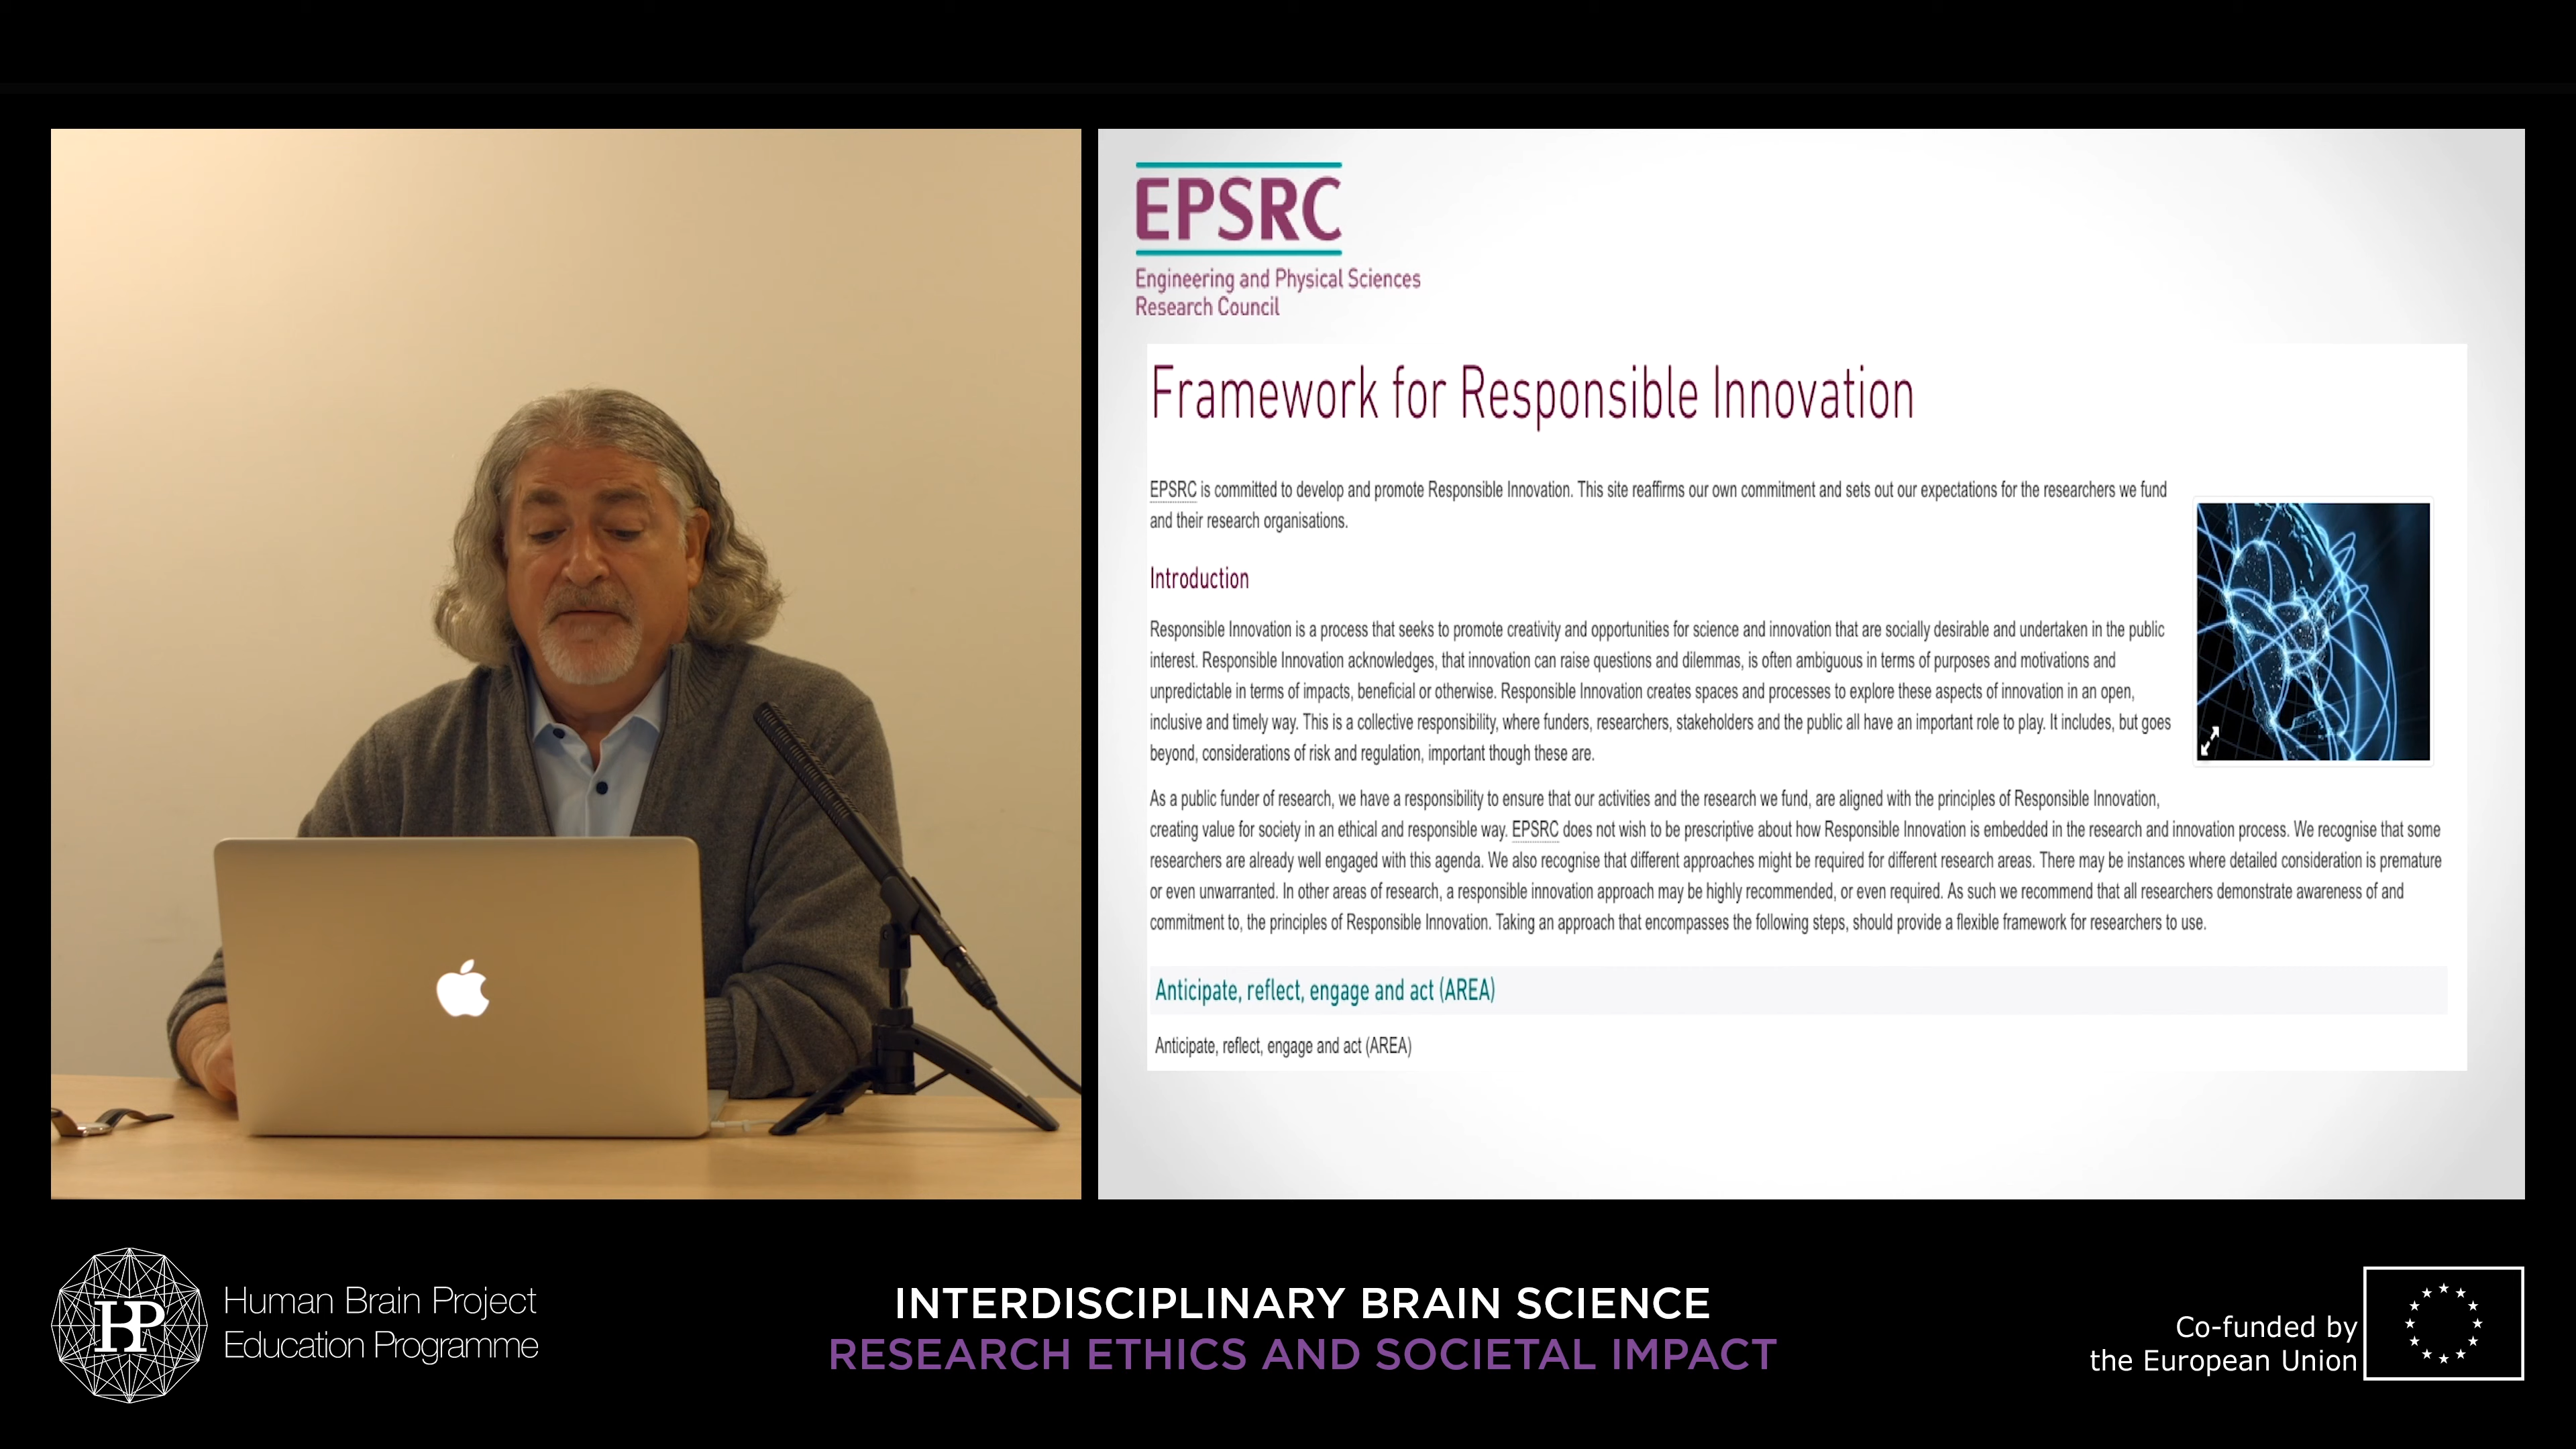 EPSRC
Engineering and Physical Sciences
Research Council
Framework for Responsible Innovation
EPSRC is committed to develop and promote Responsible Innovation. This site reaffirms our own commitment and sets out our expectations for the researchers we fund
and their research organisations.
Introduction
Responsible Innovation is a process that seeks to promote creativity and opportunities for science and innovation that are socially desirable and undertaken in the public
interest. Responsible Innovation acknowledges, that innovation can raise questions and dilemmas, is often ambiguous in terms of purposes and motivations and
unpredictable in terms of impacts, beneficial or otherwise. Responsible Innovation creates spaces and processes to explore these aspects of innovation in an open,
inclusive and timely way. This is a collective responsibility, where funders, researchers, stakeholders and the public all have an important role to play. It includes, but goes
beyond, considerations of risk and regulation, important though these are.
As a public funder of research, we have a responsibility to ensure that our activities and the research we fund, are aligned with the principles of Responsible Innovation,
creating value for society in an ethical and responsible way. EPSRC does not wish to be prescriptive about how Responsible Innovation is embedded in the research and innovation process. We recognise that some
researchers are already well engaged with this agenda. We also recognise that different approaches might be required for different research areas. There may be instances where detailed consideration is premature
or even unwarranted. In other areas of research, a responsible innovation approach may be highly recommended, or even required. As such we recommend that all researchers demonstrate awareness of and
commitment to, the principles of Responsible Innovation. Taking an approach that encompasses the following steps, should provide a flexible framework for researchers to use.
Anticipate, reflect, engage and act (AREA)
Anticipate, reflect, engage and act (AREA)
HBP
Human Brain Project
Education Programme
INTERDISCIPLINARY BRAIN SCIENCE
RESEARCH ETHICS AND SOCIETAL IMPACT
Co-funded by
the European Union